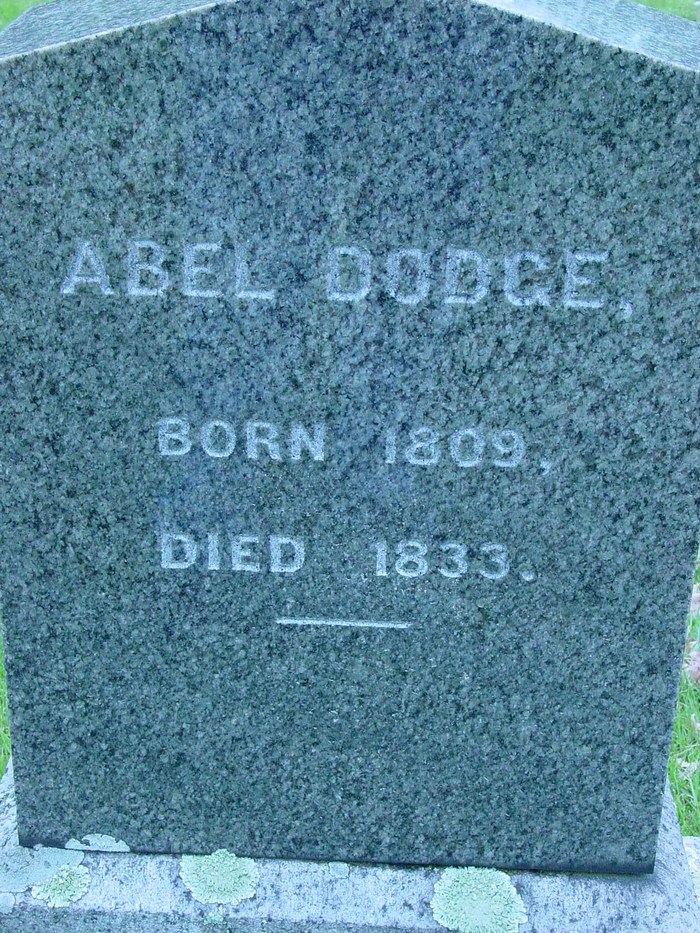 ABEL DODGE,
BORN 1809,
DIED 1833.